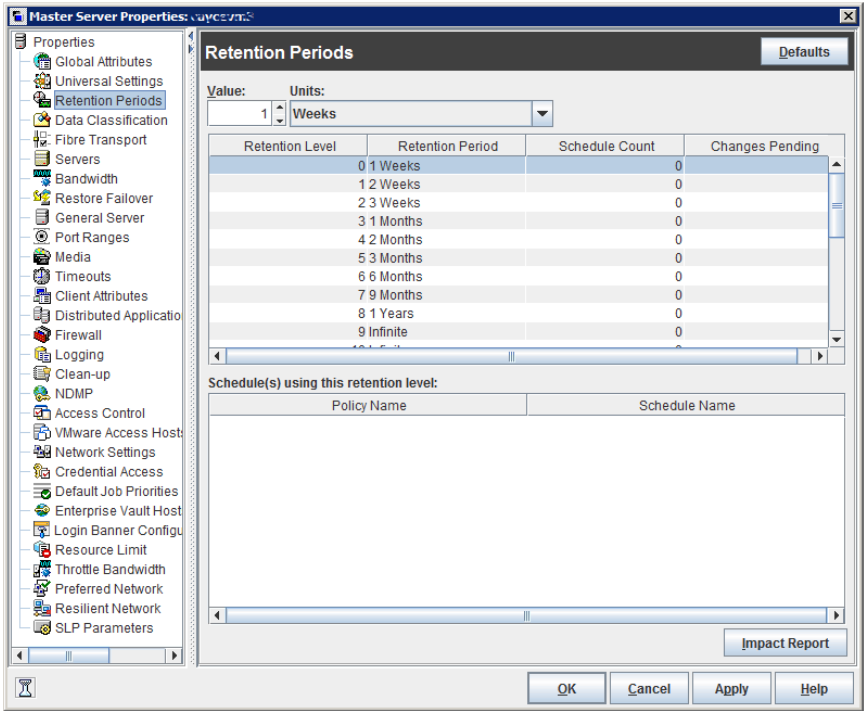 Master Server Properties:
Properties
Global Attributes
Universal Settings
Retention Periods
Data Classification
Fibre Transport
Servers
Bandwidth
Restore Failover
General Server
Port Ranges
Media
Timeouts
Client Attributes
Distributed Applicatio
Firewall
Logging
Clean-up
NDMP
Access Control
VMware Access Host
Network Settings
Credential Access
Default Job Priorities
Enterprise Vault Host
Login Banner Configu
Resource Limit
Throttle Bandwidth
Preferred Network
Resilient Network
SLP Parameters
Retention Periods
Defaults
Value: Units:
1 Weeks
Retention Level Retention Period Schedule Count Changes Pending
0 1 Weeks 0
1 2 Weeks 0
2 3 Weeks 0
3 1 Months 0
4 2 Months 0
5 3 Months 0
6 6 Months 0
7 9 Months 0
8 1 Years 0
9 Infinite 0
Schedule(s) using this retention level:
Policy Name Schedule Name
Impact Report
OK Cancel Apply Help